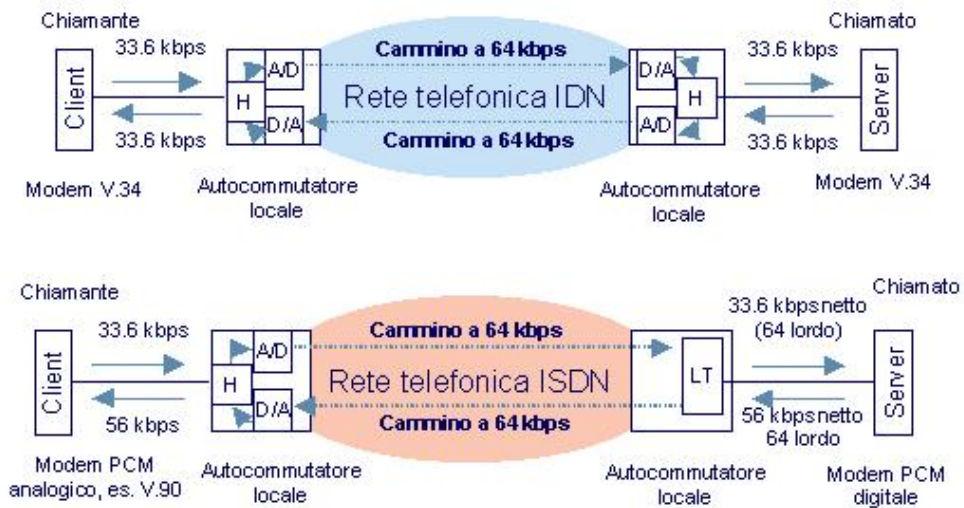 Chiamante
Chiamato
33.6 kbps
A/D
Cammino a 64 kbps
D/A
33.6 kbps
Client
H
Rete telefonica IDN
H
Server
33.6 kbps
D/A
Cammino a 64 kbps
A/D
33.6 kbps
Modem V.34
Autocommutatore
locale
Autocommutatore
locale
Modem V.34
Chiamante
Chiamato
33.6 kbps
A/D
Cammino a 64 kbps
33.6 kbps netto
(64 lordo)
Client
H
Rete telefonica ISDN
LT
Server
56 kbps
D/A
Cammino a 64 kbps
56 kbps netto
64 lordo
Modem PCM
analogico, es. V.90
Autocommutatore
locale
Autocommutatore
locale
Modem PCM
digitale